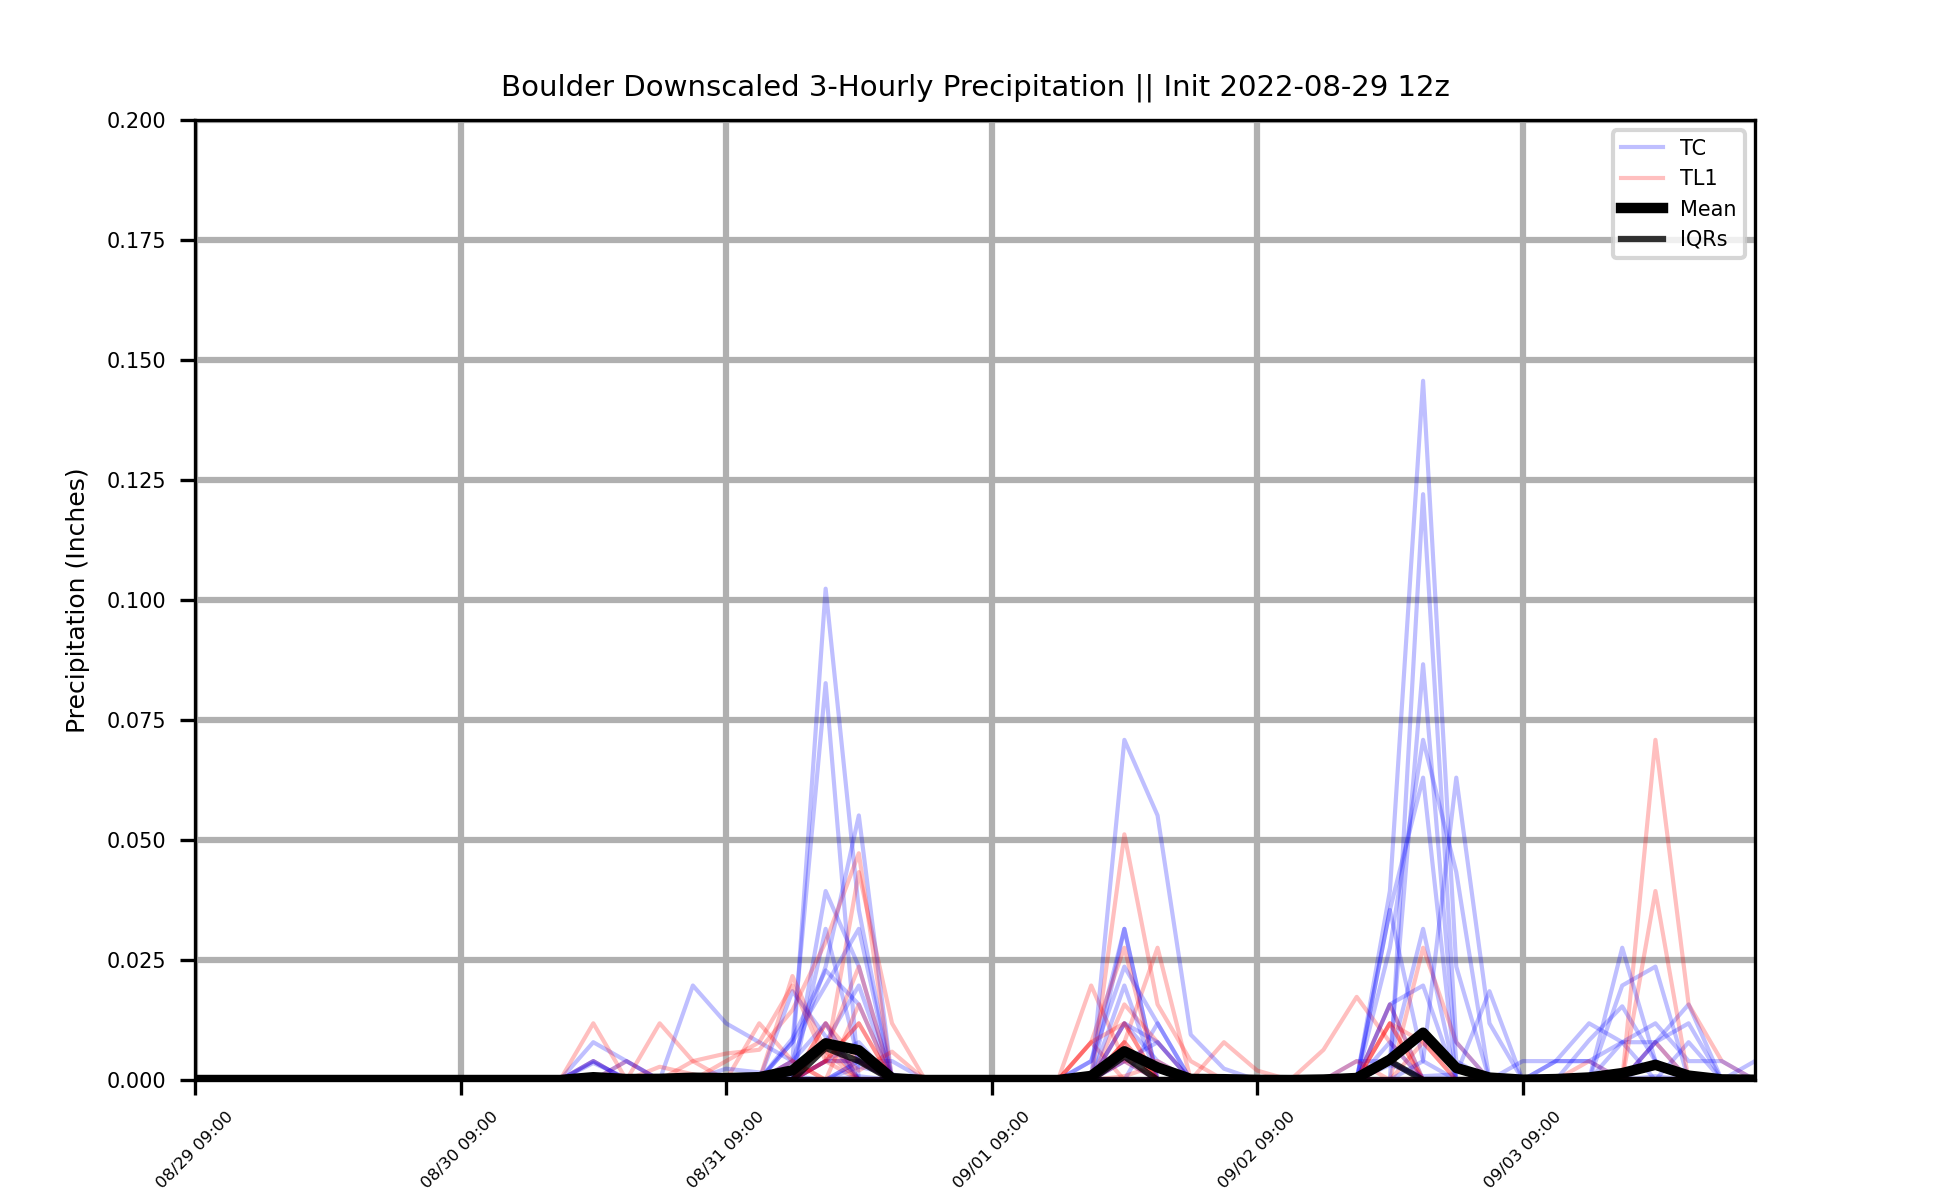 Boulder Downscaled 3-Hourly Precipitation || Init 2022-08-29 12z
TC
TL1
Mean
IQRs
Precipitation (Inches)
0.200
0.175
0.150
0.125
0.100
0.075
0.050
0.025
0.000
08/29 09:00
08/30 09:00
08/31 09:00
09/01 09:00
09/02 09:00
09/03 09:00